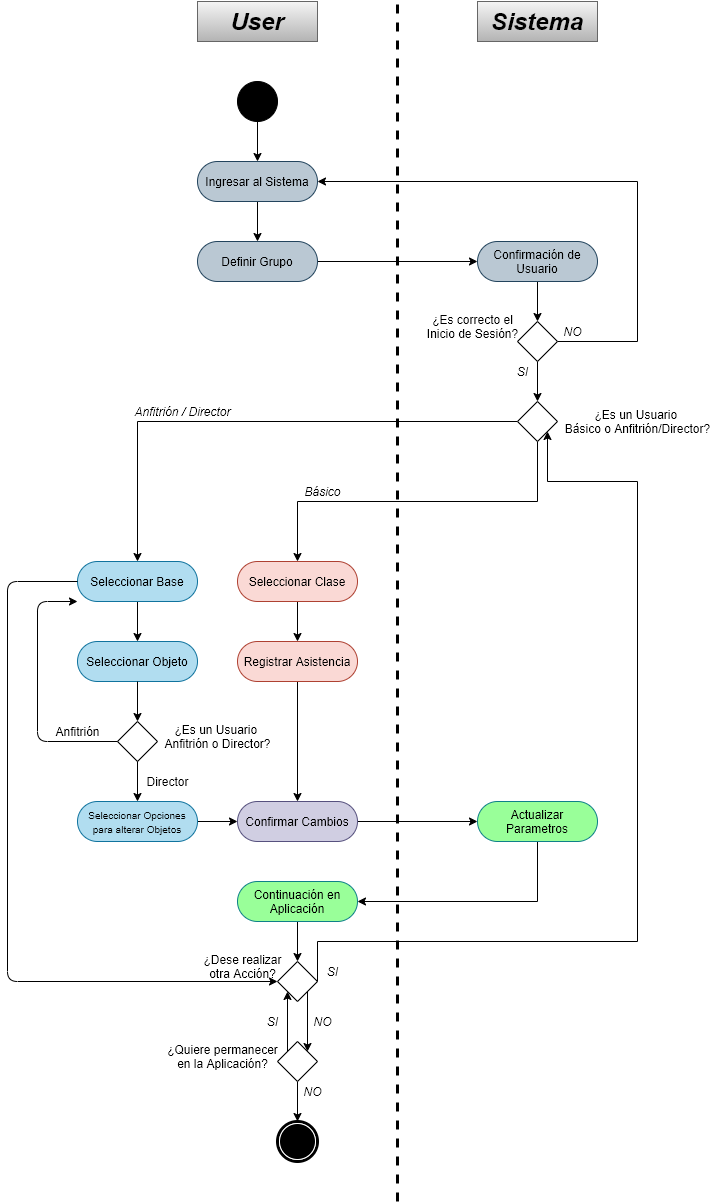 User
Sistema
Ingresar al Sistema
Definir Grupo
Confirmación de
Usuario
¿Es correcto el
Inicio de Sesión?
NO
SI
Anfitrión / Director
¿Es un Usuario
Básico o Anfitrión/Director?
Básico
Seleccionar Base
Seleccionar Clase
Seleccionar Objeto
Registrar Asistencia
Anfitrión
¿Es un Usuario
Anfitrión o Director?
Director
Seleccionar Opciones
para alterar Objetos
Confirmar Cambios
Actualizar
Parametros
Continuación en
Aplicación
¿Dese realizar
otra Acción?
SI
SI
NO
¿Quiere permanecer
en la Aplicación?
NO